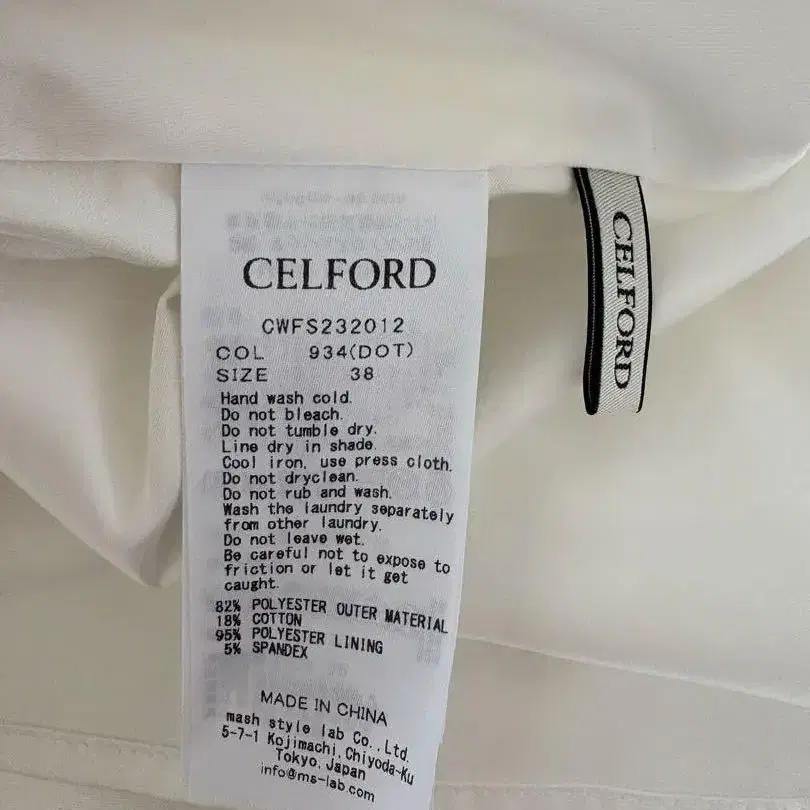 CELFORD
CWFS232012
COL 934(DOT)
SIZE 38
Hand wash cold.
Do not bleach.
Do not tumble dry.
Line dry in shade.
Cool iron, use press cloth.
Do not dryclean.
Do not rub and wash.
Wash the laundry separately
from other laundry.
Do not leave wet.
Be careful not to expose to
friction or let it get
caught.
82% POLYESTER OUTER MATERIAL
18% COTTON
95% POLYESTER LINING
5% SPANDEX
MADE IN CHINA
mash style lab Co., Ltd.
5-7-1 Kojimachi, Chiyoda-Ku
Tokyo, Japan
info@ms-lab.com
CELFORD